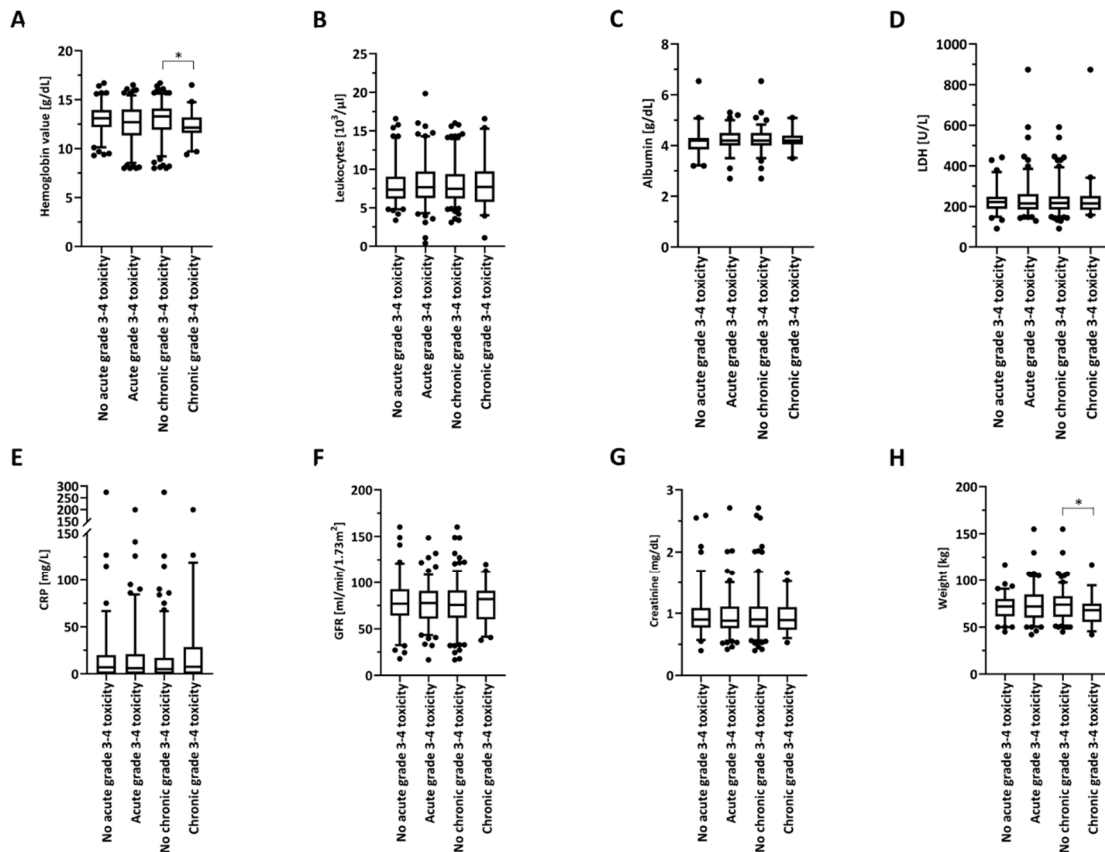 A
Hemoglobin value [g/dL]
20
15
10
5
0
*
No acute grade 3-4 toxicity
Acute grade 3-4 toxicity
No chronic grade 3-4 toxicity
Chronic grade 3-4 toxicity
B
Leukocytes [10³/µl]
25
20
15
10
5
0
No acute grade 3-4 toxicity
Acute grade 3-4 toxicity
No chronic grade 3-4 toxicity
Chronic grade 3-4 toxicity
C
Albumin [g/dL]
8
6
4
2
0
No acute grade 3-4 toxicity
Acute grade 3-4 toxicity
No chronic grade 3-4 toxicity
Chronic grade 3-4 toxicity
D
LDH [U/L]
1000
800
600
400
200
0
No acute grade 3-4 toxicity
Acute grade 3-4 toxicity
No chronic grade 3-4 toxicity
Chronic grade 3-4 toxicity
E
CRP [mg/L]
300
250
200
150
150
100
50
0
No acute grade 3-4 toxicity
Acute grade 3-4 toxicity
No chronic grade 3-4 toxicity
Chronic grade 3-4 toxicity
F
GFR [ml/min/1.73m²]
200
150
100
50
0
No acute grade 3-4 toxicity
Acute grade 3-4 toxicity
No chronic grade 3-4 toxicity
Chronic grade 3-4 toxicity
G
Creatinine [mg/dL]
3
2
1
0
No acute grade 3-4 toxicity
Acute grade 3-4 toxicity
No chronic grade 3-4 toxicity
Chronic grade 3-4 toxicity
H
Weight [kg]
200
150
100
50
0
*
No acute grade 3-4 toxicity
Acute grade 3-4 toxicity
No chronic grade 3-4 toxicity
Chronic grade 3-4 toxicity